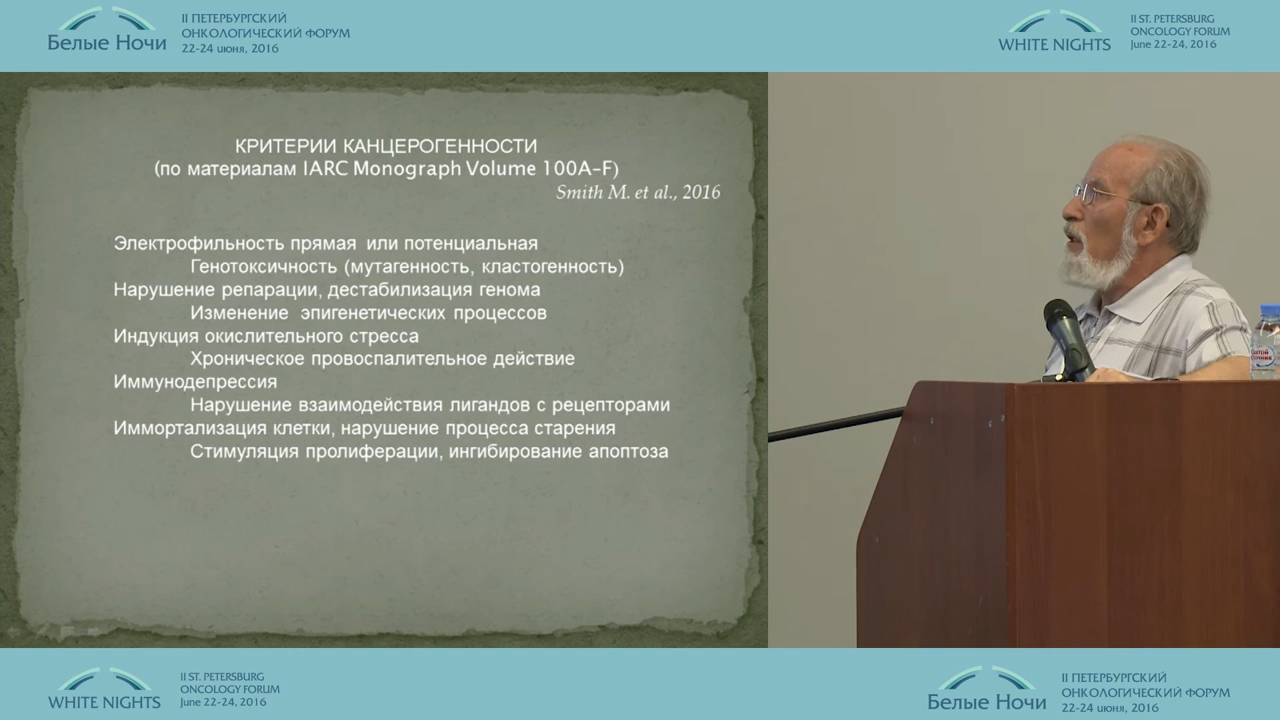 Белые Ночи
II ПЕТЕРБУРГСКИЙ
ОНКОЛОГИЧЕСКИЙ ФОРУМ
22-24 июня, 2016
WHITE NIGHTS
II ST. PETERSBURG
ONCOLOGY FORUM
June 22-24, 2016
КРИТЕРИИ КАНЦЕРОГЕННОСТИ
(по материалам IARC Monograph Volume 100A-F)
Smith M. et al., 2016
Электрофильность прямая или потенциальная
Генотоксичность (мутагенность, кластогенность)
Нарушение репарации, дестабилизация генома
Изменение эпигенетических процессов
Индукция окислительного стресса
Хроническое провоспалительное действие
Иммунодепрессия
Нарушение взаимодействия лигандов с рецепторами
Иммортализация клетки, нарушение процесса старения
Стимуляция пролиферации, ингибирование апоптоза
WHITE NIGHTS
II ST. PETERSBURG
ONCOLOGY FORUM
June 22-24, 2016
Белые Ночи
II ПЕТЕРБУРГСКИЙ
ОНКОЛОГИЧЕСКИЙ ФОРУМ
22-24 июня, 2016